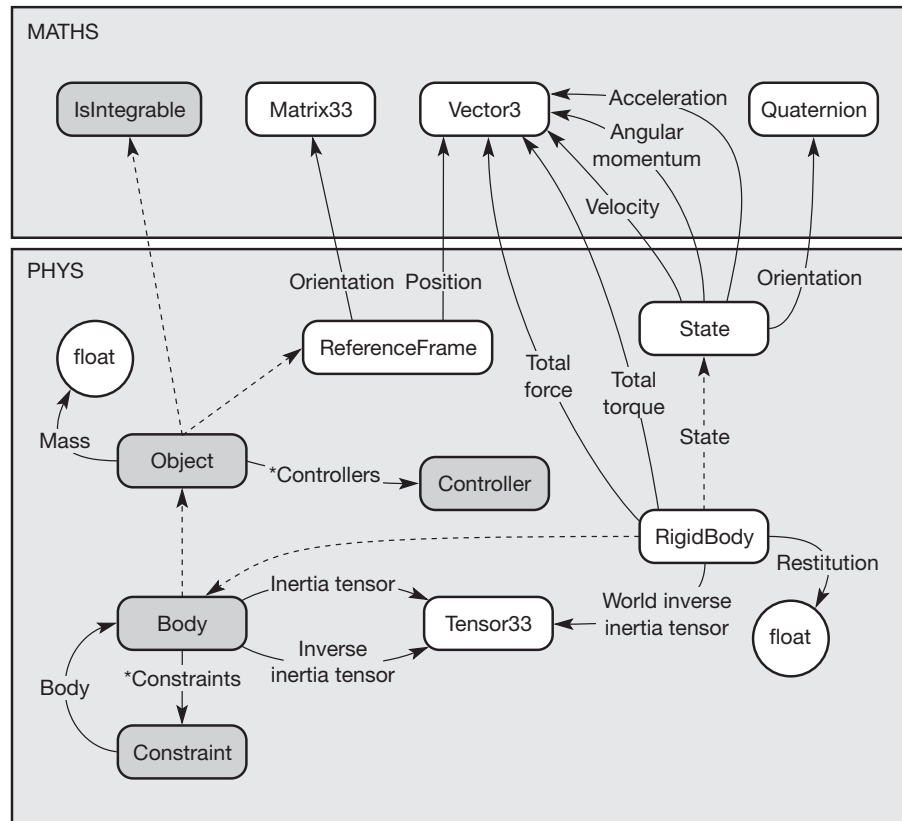 MATHS
IsIntegrable
Matrix33
Vector3
Acceleration
Quaternion
Angular
momentum
Velocity
PHYS
Orientation
Position
Orientation
float
ReferenceFrame
State
Total
force
Total
torque
Mass
State
Object
*Controllers
Controller
RigidBody
Restitution
Inertia tensor
World inverse
inertia tensor
Body
Tensor33
float
Inverse
inertia tensor
*Constraints
Body
Constraint